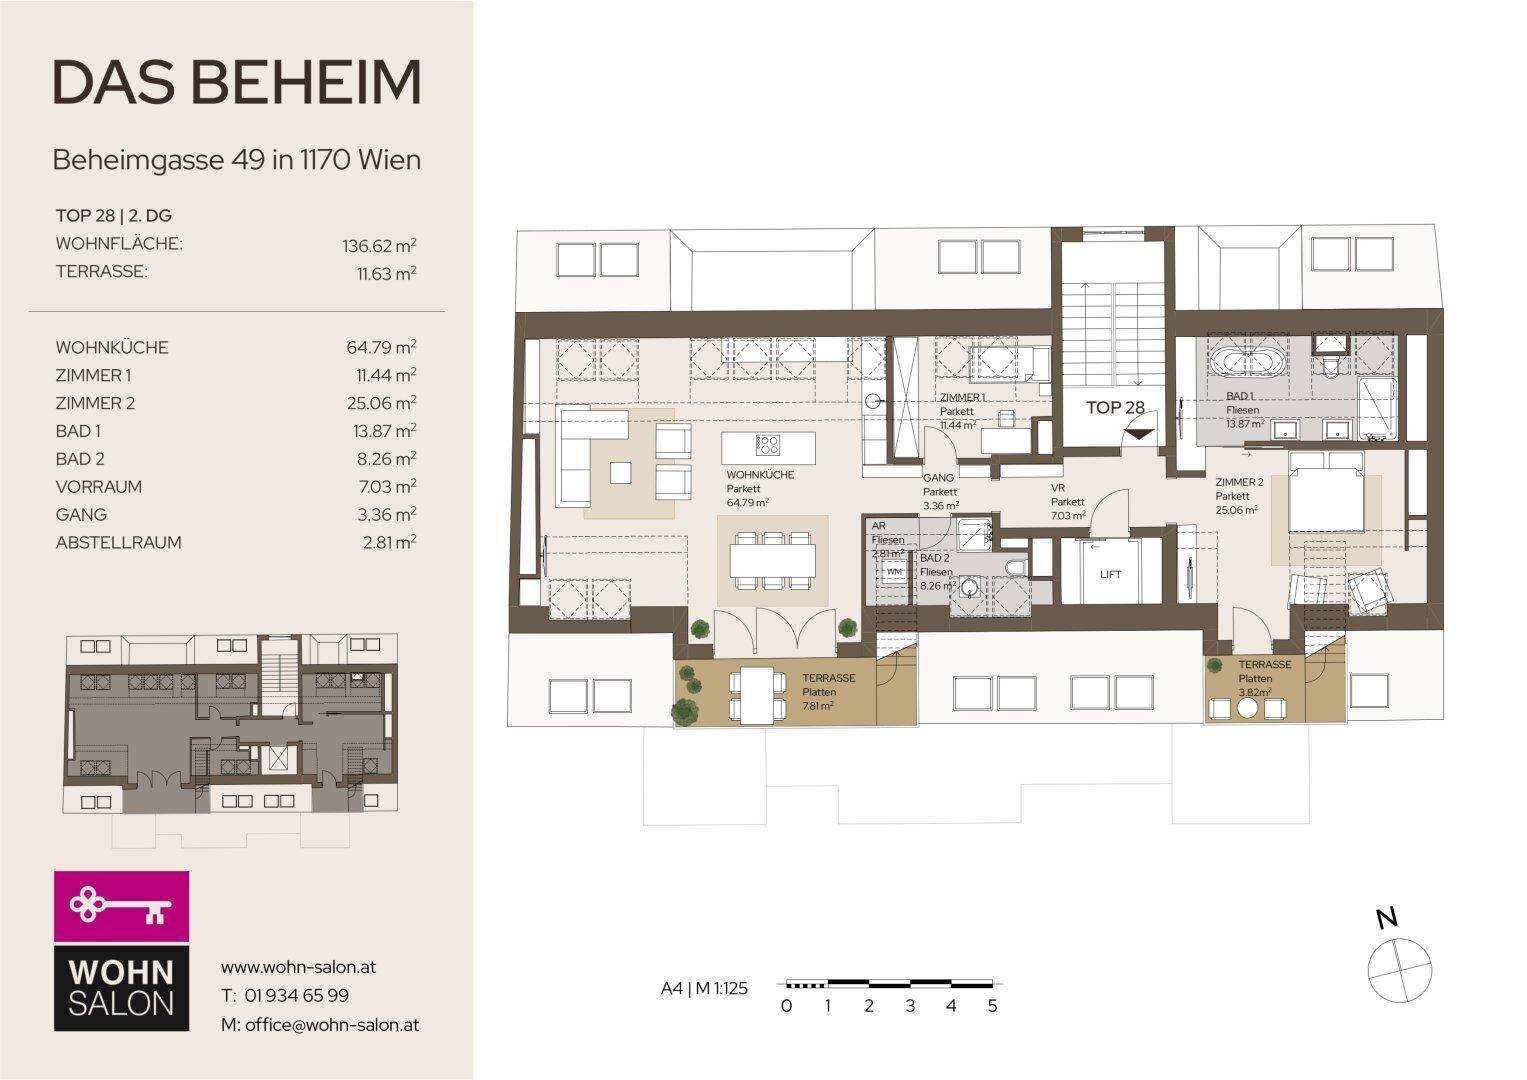 DAS BEHEIM
Beheimgasse 49 in 1170 Wien
TOP 28 | 2. DG
WOHNFLÄCHE: 136.62 m²
TERRASSE: 11.63 m²
WOHNKÜCHE 64.79 m²
ZIMMER 1 11.44 m²
ZIMMER 2 25.06 m²
BAD 1 13.87 m²
BAD 2 8.26 m²
VORRAUM 7.03 m²
GANG 3.36 m²
ABSTELLRAUM 2.81 m²
WOHN
SALON
www.wohn-salon.at
T: 01 934 65 99
M: office@wohn-salon.at
WOHNKÜCHE
Parkett
64.79 m²
ZIMMER 1
Parkett
11.44 m²
GANG
Parkett
3.36 m²
AR
Fliesen
2.81 m²
WM
BAD 2
Fliesen
8.26 m²
VR
Parkett
7.03 m²
TOP 28
LIFT
BAD 1
Fliesen
13.87 m²
ZIMMER 2
Parkett
25.06 m²
TERRASSE
Platten
7.81 m²
TERRASSE
Platten
3.82m²
A4 | M 1:125
0 1 2 3 4 5
N